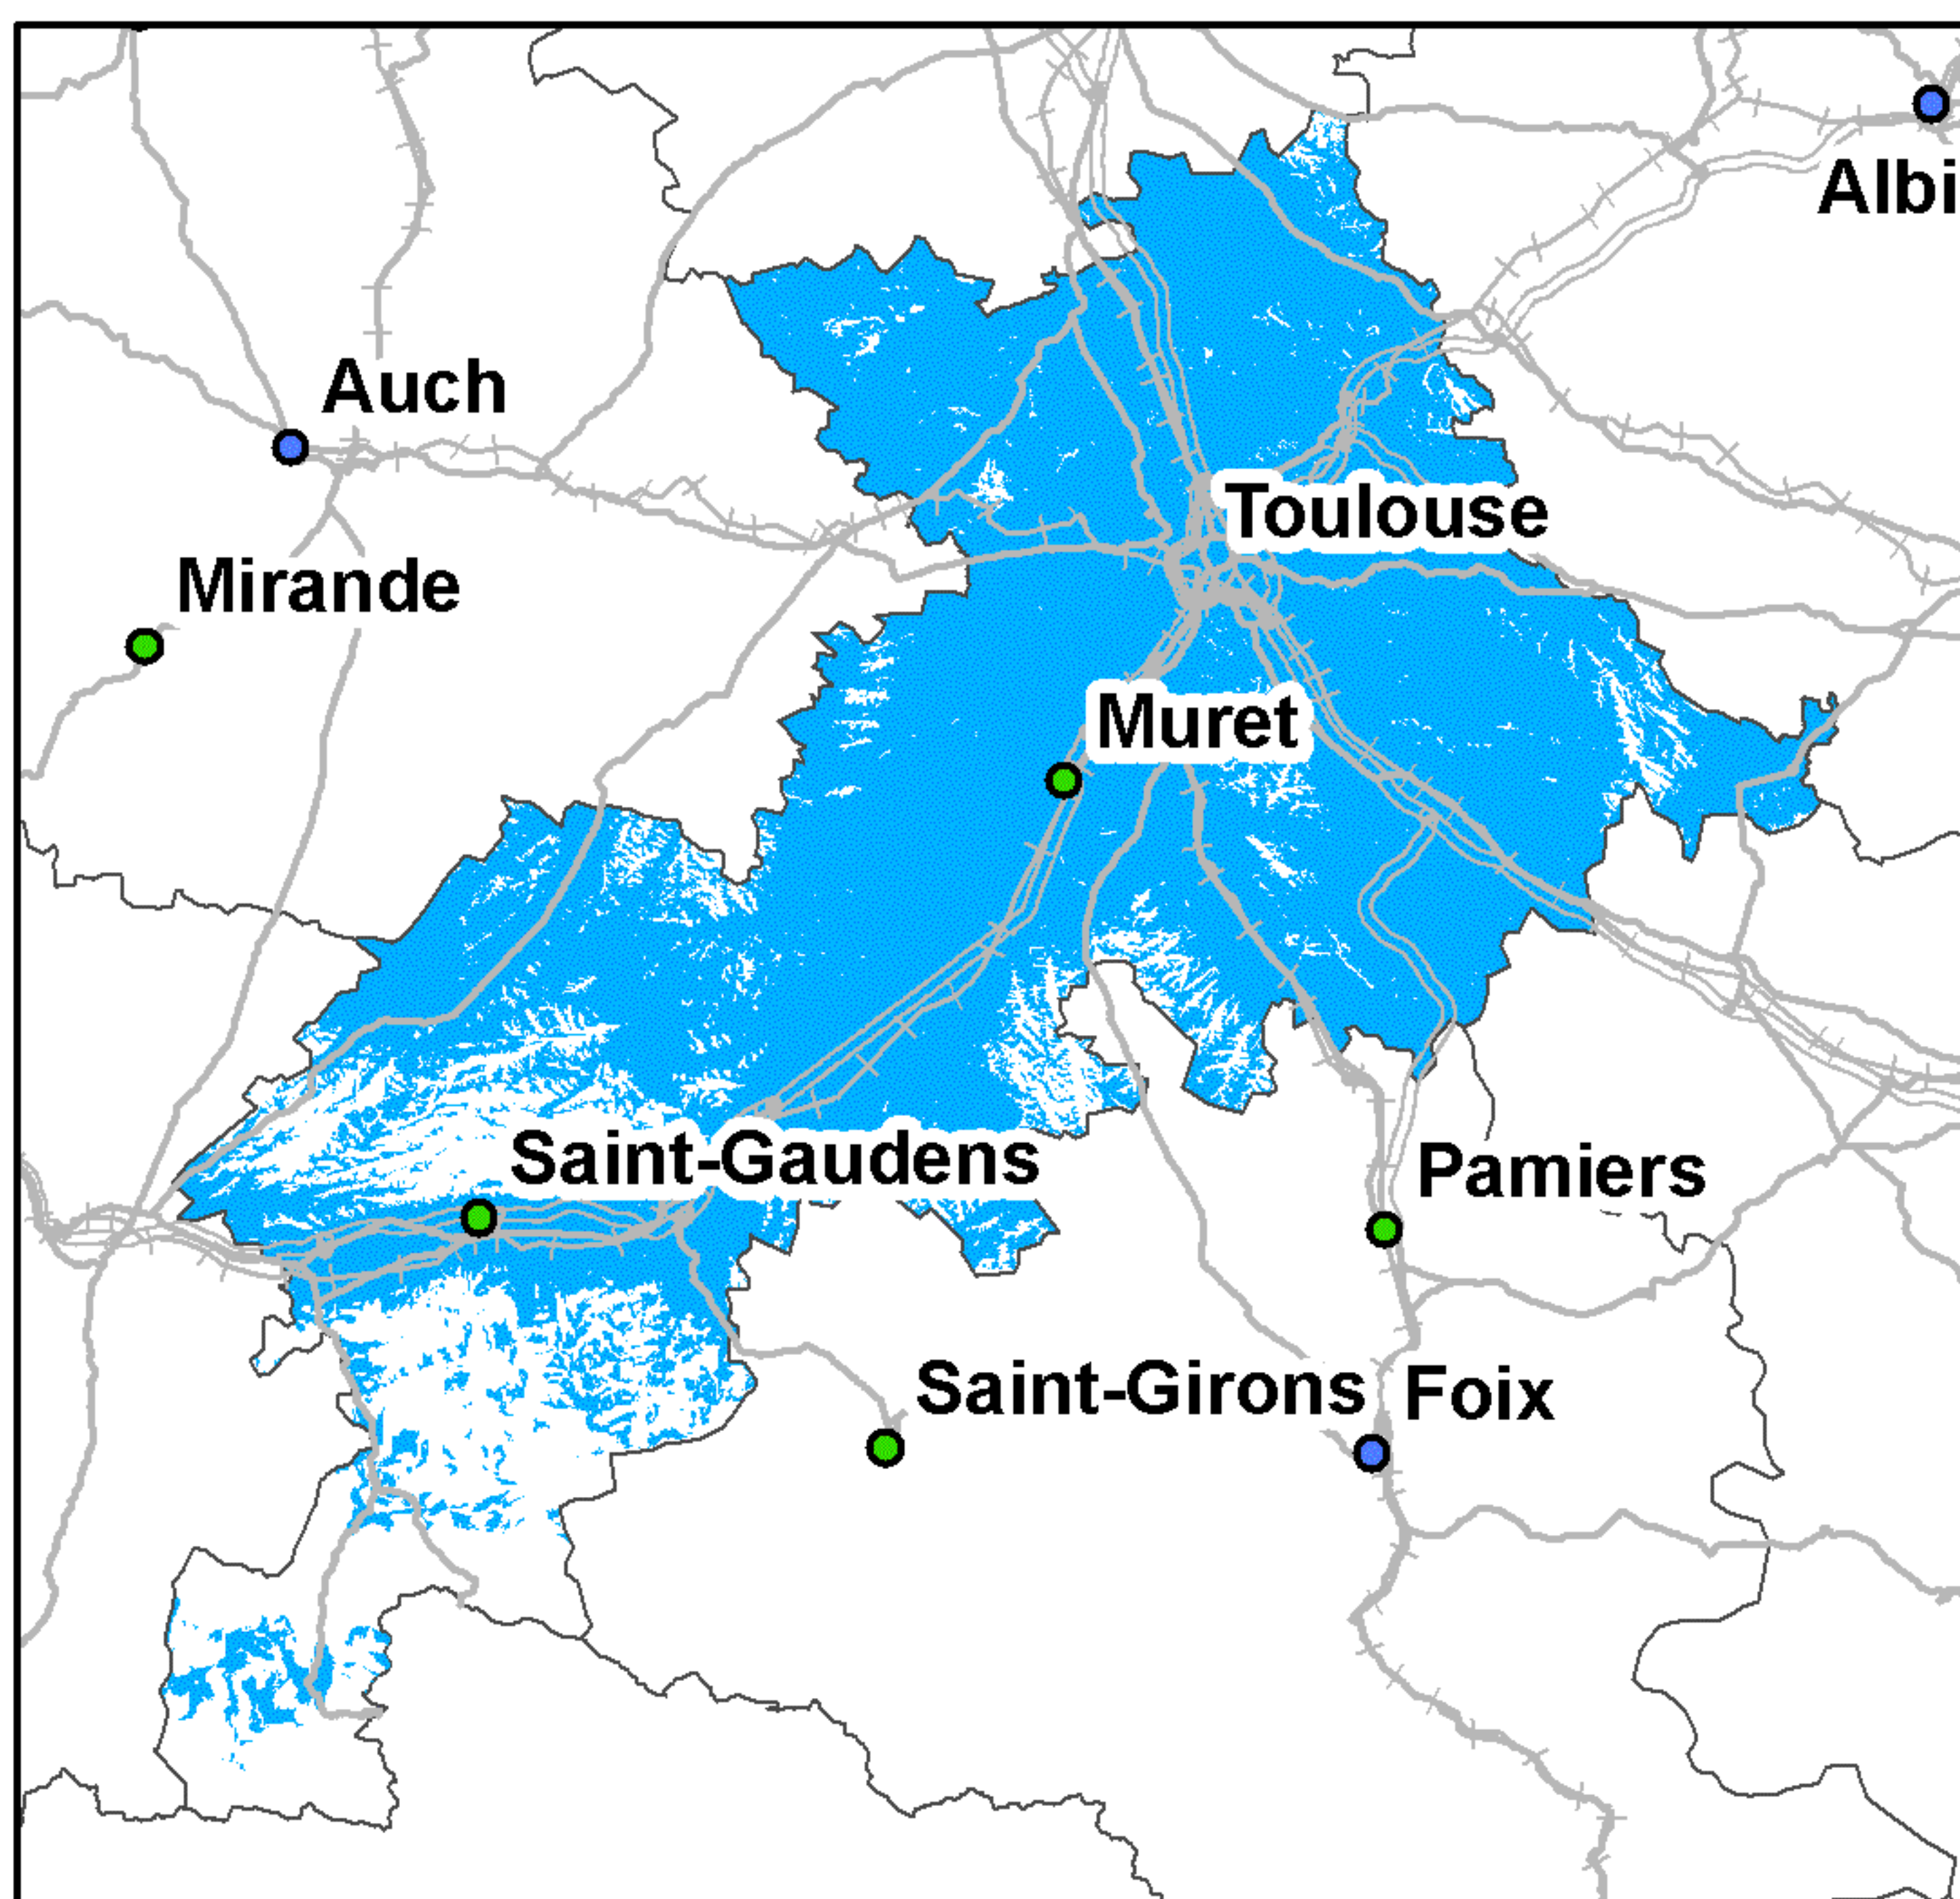 Albi
Auch
Toulouse
Mirande
Muret
Saint-Gaudens
Pamiers
Saint-Girons
Foix